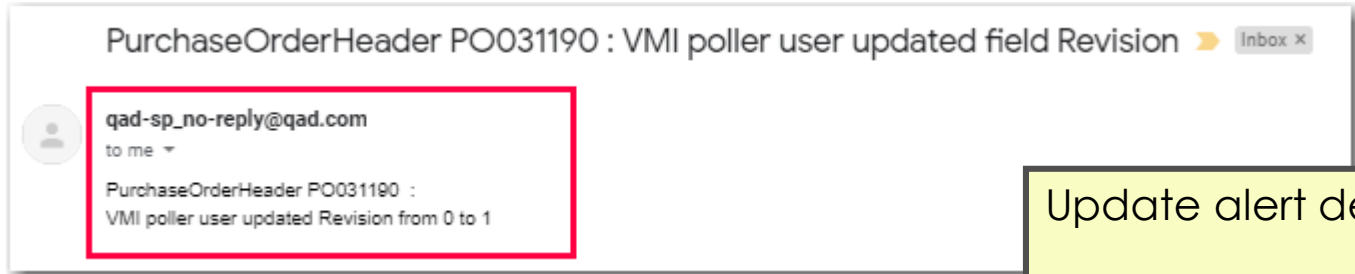 PurchaseOrderHeader PO031190 : VMI poller user updated field Revision Inbox ×
qad-sp_no-reply@qad.com
to me
PurchaseOrderHeader PO031190 :
VMI poller user updated Revision from 0 to 1
Update alert de